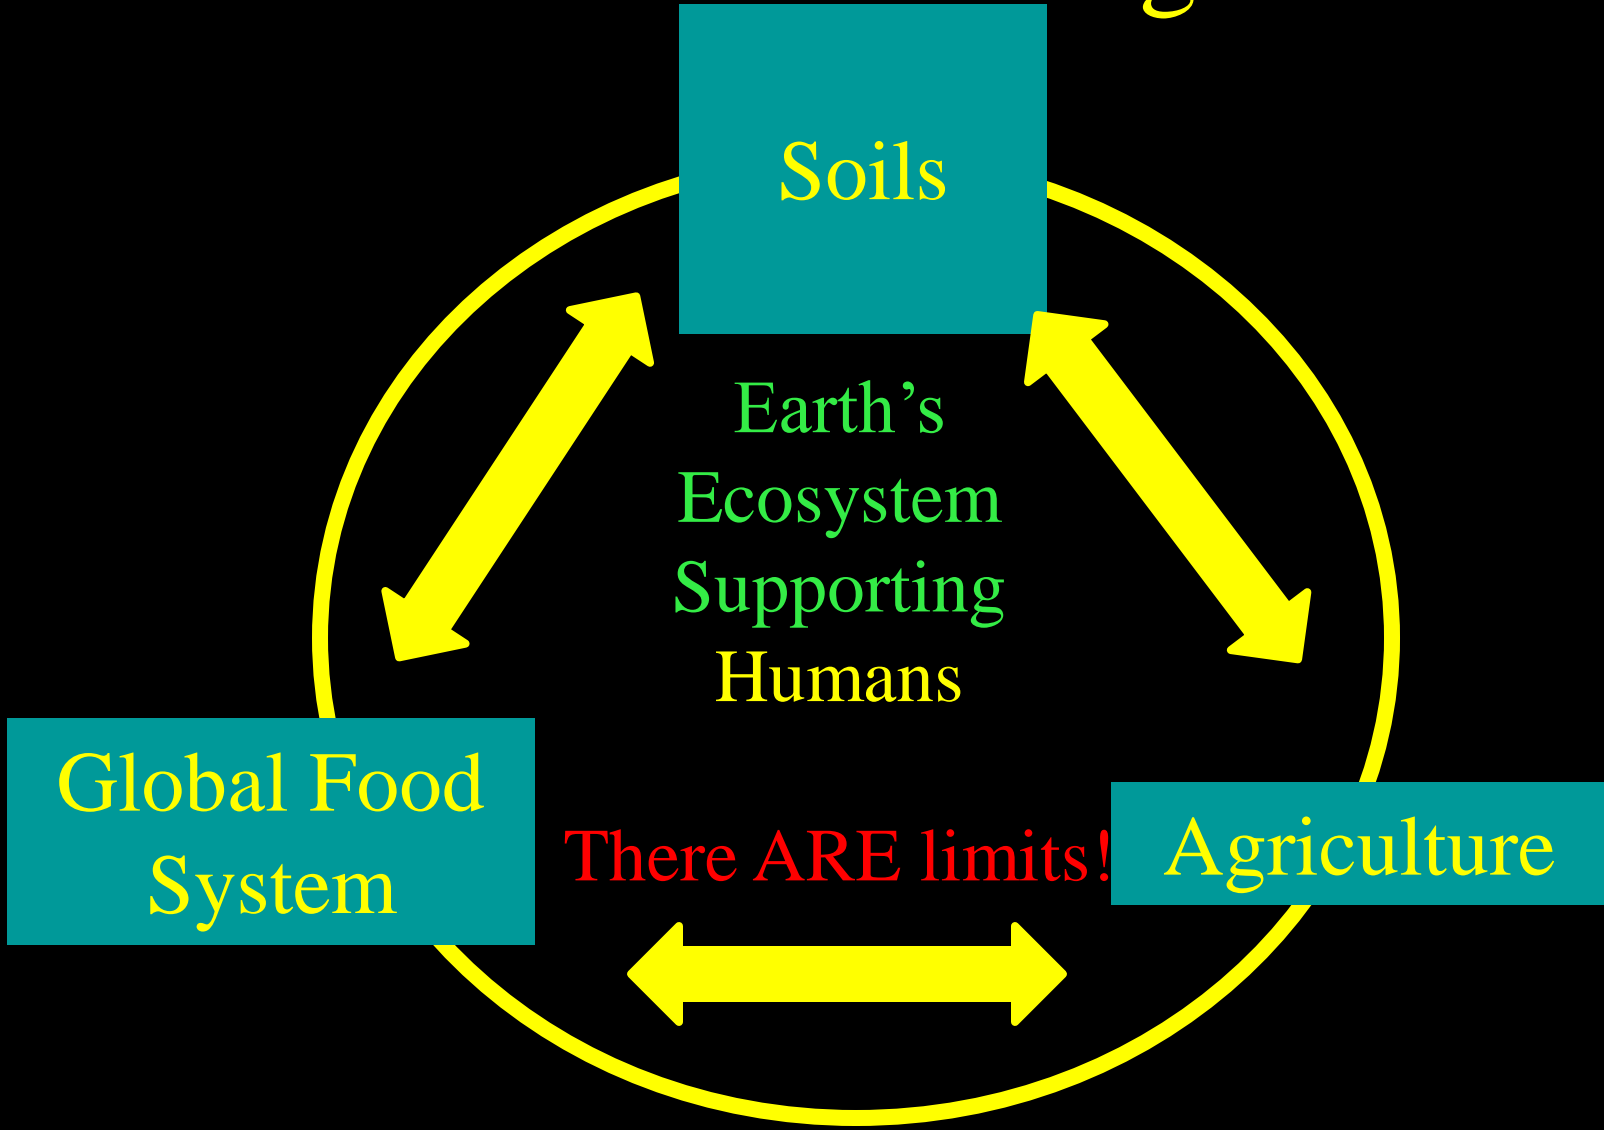 Soils
Earth’s
Ecosystem
Supporting
Humans
Global Food
System
There ARE limits!
Agriculture